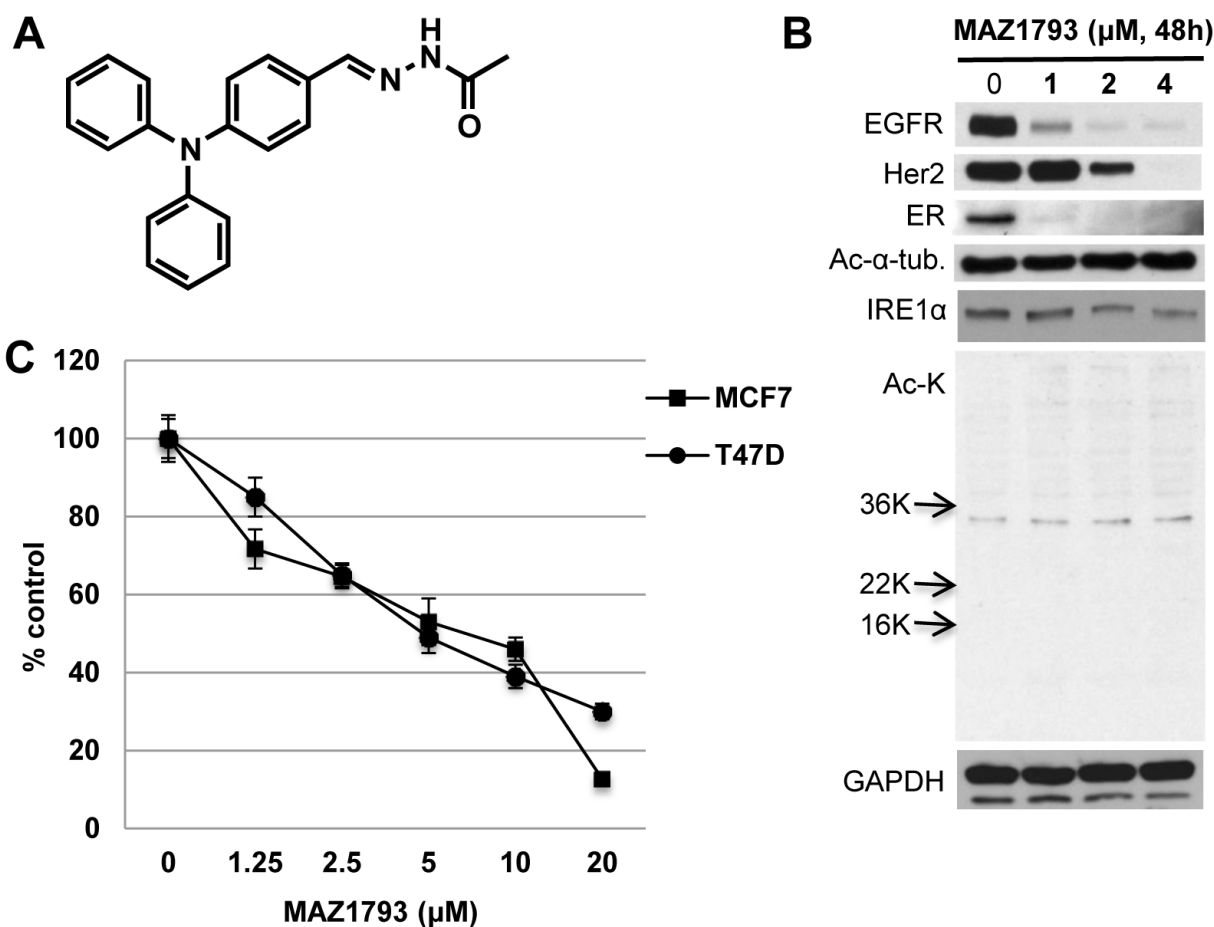 A
H
N
N
O
N
B
MAZ1793 (µM, 48h)
0 1 2 4
EGFR
Her2
ER
Ac-α-tub.
IRE1α
Ac-K
36K
22K
16K
GAPDH
C
120
100
80
60
40
20
0
% control
MCF7
T47D
0 1.25 2.5 5 10 20
MAZ1793 (µM)